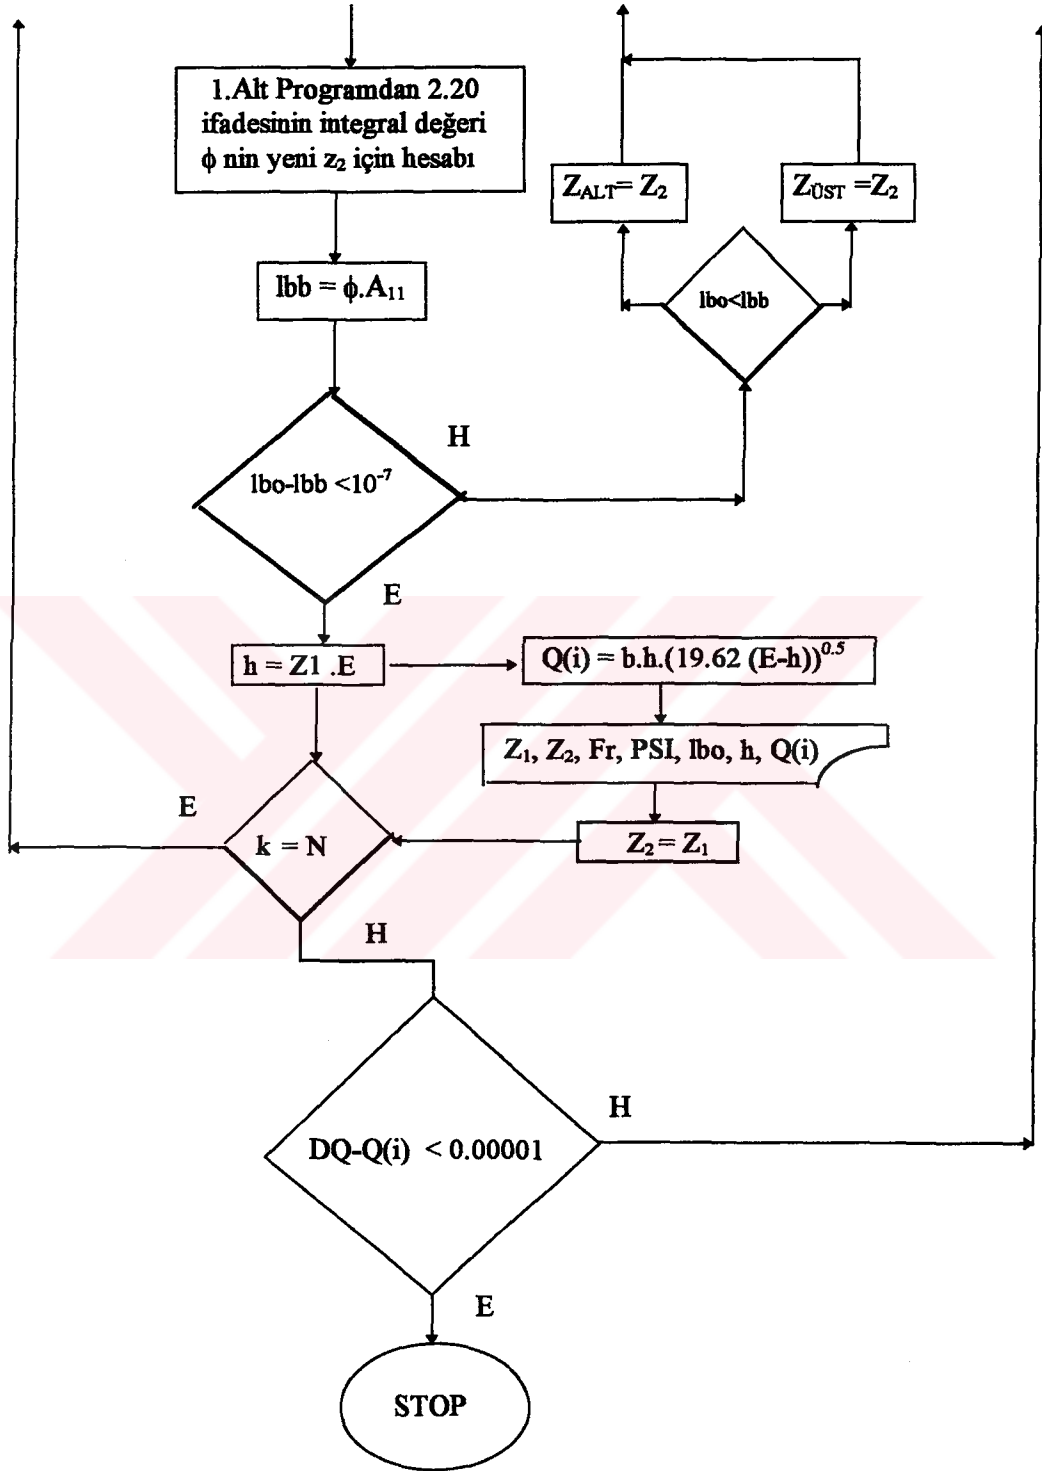 1.Alt Programdan 2.20
ifadesinin integral değeri
ϕ nin yeni z₂ için hesabı
Z_ALT= Z₂
Z_ÜST =Z₂
lbb = ϕ.A₁₁
lbo<lbb
H
lbo-lbb <10⁻⁷
E
h = Z1 .E
Q(i) = b.h.(19.62 (E-h))^0.5
Z₁, Z₂, Fr, PSI, lbo, h, Q(i)
E
k = N
Z₂ = Z₁
H
H
DQ-Q(i) < 0.00001
E
STOP